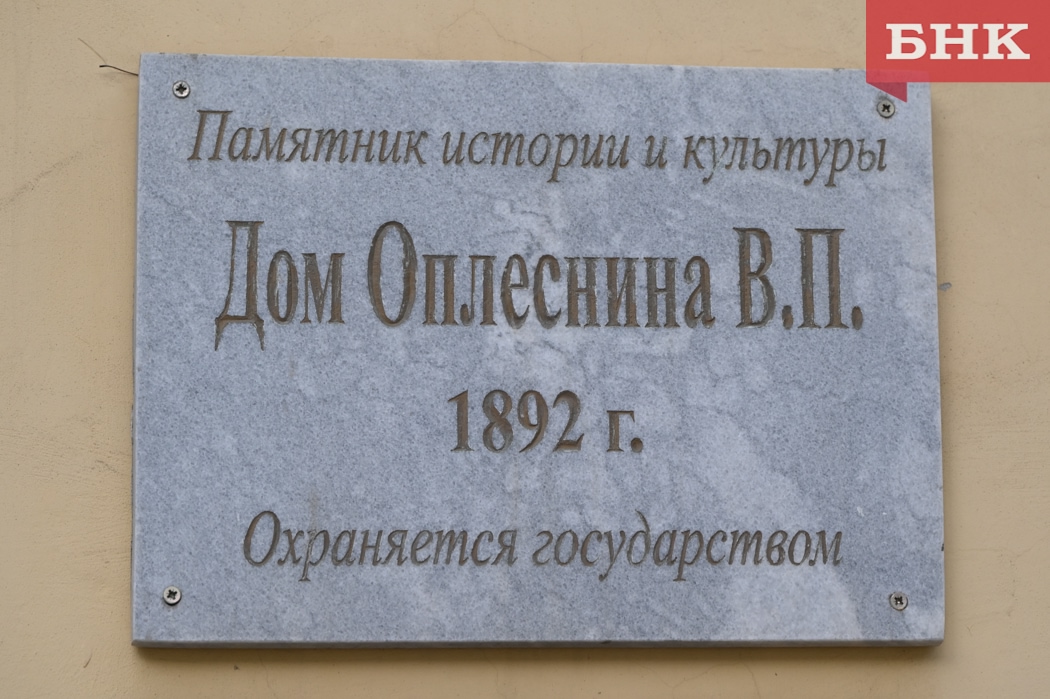 БНК
Памятник истории и культуры
Дом Оплеснина В.П.
1892 г.
Охраняется государством